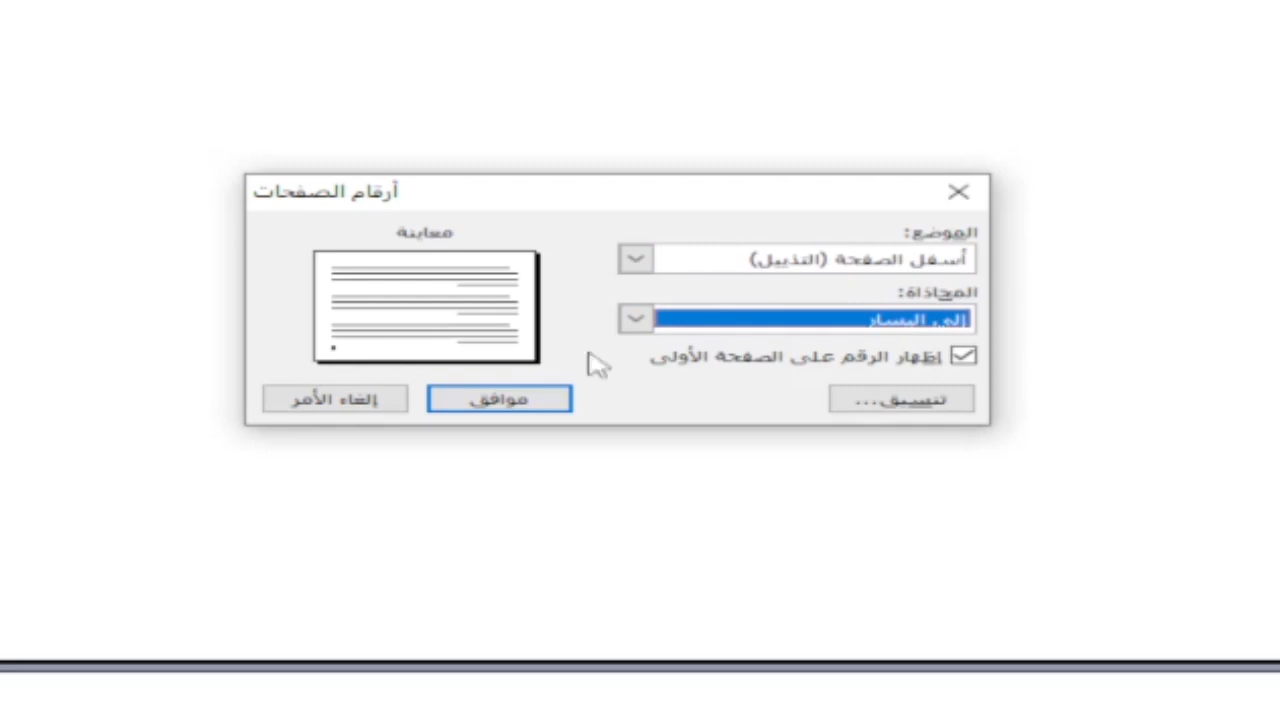 أرقام الصفحات
الموضع:
أسفل الصفحة (التذييل)
المحاذاة:
إلى اليسار
إظهار الرقم على الصفحة الأولى
معاينة
تنسيق...
موافق
إلغاء الأمر